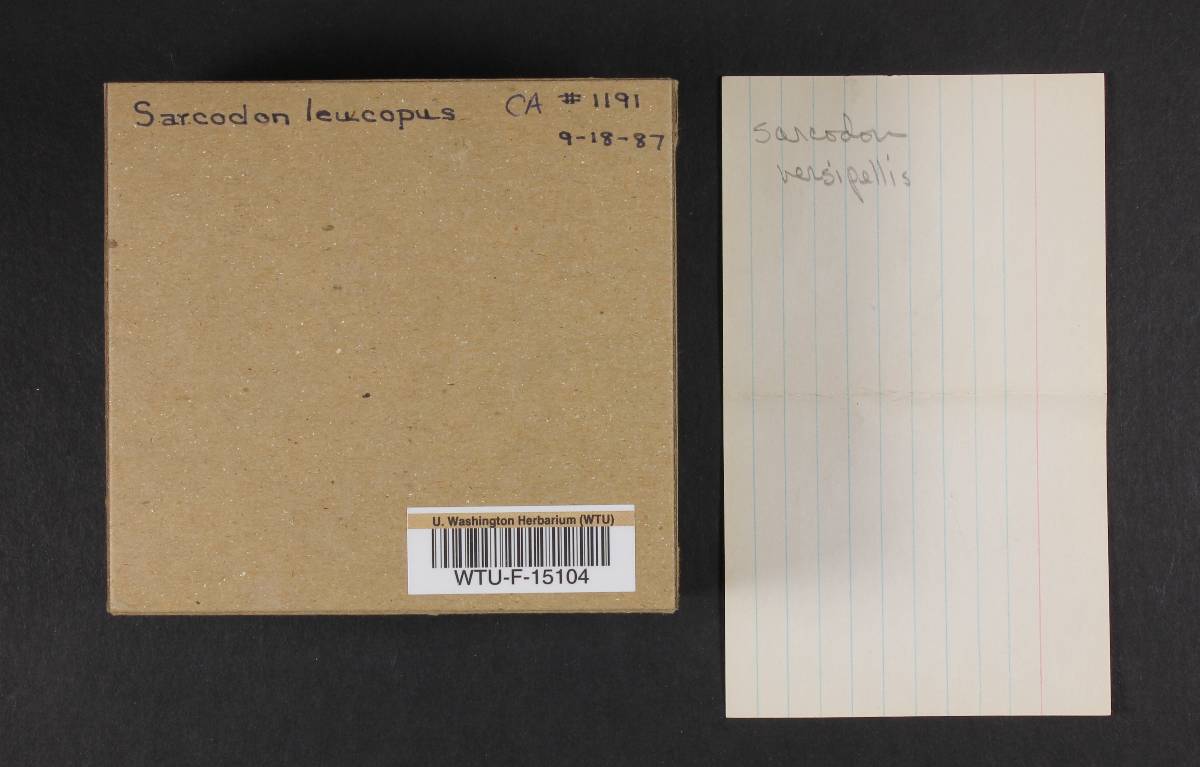 Sarcodon leucopus CA # 1191
9-18-87
U. Washington Herbarium (WTU)
WTU-F-15104
Sarcodon
versipellis